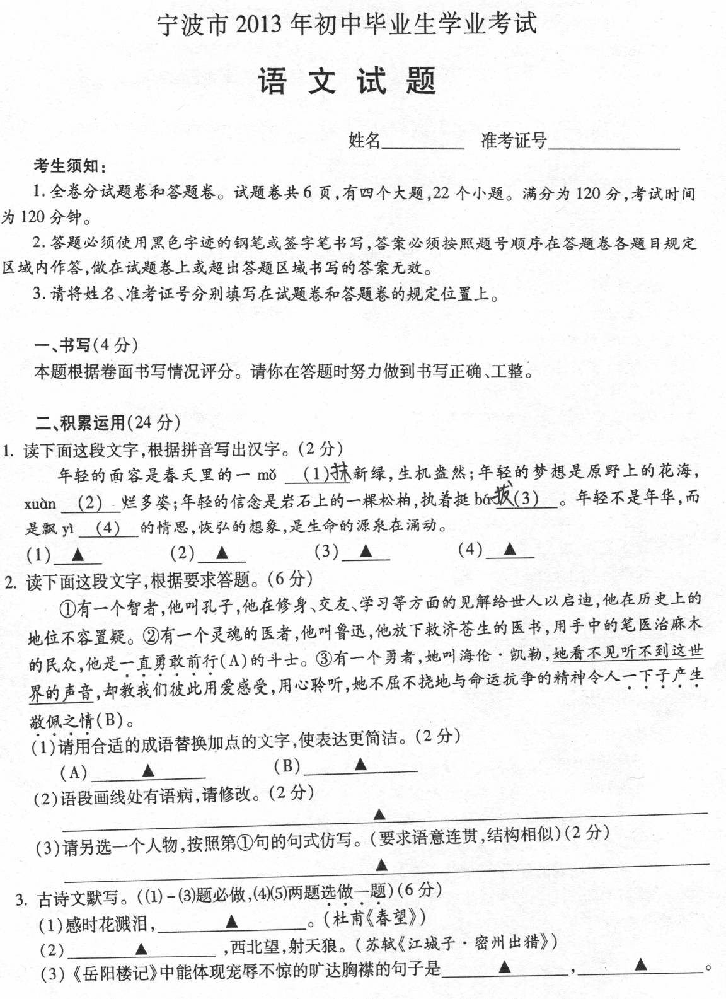 宁波市 2013 年初中毕业生学业考试
语文试题
姓名________ 准考证号____________
考生须知:
1. 全卷分试题卷和答题卷。试题卷共 6 页,有四个大题,22 个小题。满分为 120 分,考试时间
为 120 分钟。
2. 答题必须使用黑色字迹的钢笔或签字笔书写,答案必须按照题号顺序在答题卷各题目规定
区域内作答,做在试题卷上或超出答题区域书写的答案无效。
3. 请将姓名、准考证号分别填写在试题卷和答题卷的规定位置上。
一、书写(4 分)
本题根据卷面书写情况评分。请你在答题时努力做到书写正确、工整。
二、积累运用(24 分)
1. 读下面这段文字,根据拼音写出汉字。(2 分)
年轻的面容是春天里的一 mǒ (1)抹新绿,生机盎然;年轻的梦想是原野上的花海,
xuàn (2) 烂多姿;年轻的信念是岩石上的一棵松柏,执着挺 bá拔(3) 。年轻不是年华,而
是飘 yì (4) 的情思,恢弘的想象,是生命的源泉在涌动。
(1) ▲ (2) ▲ (3) ▲ (4) ▲
2. 读下面这段文字,根据要求答题。(6 分)
①有一个智者,他叫孔子,他在修身、交友、学习等方面的见解给世人以启迪,他在历史上的
地位不容置疑。②有一个灵魂的医者,他叫鲁迅,他放下救济苍生的医书,用手中的笔医治麻木
的民众,他是一直勇敢前行(A)的斗士。③有一个勇者,她叫海伦·凯勒,她看不见听不到这世
界的声音,却教我们彼此用爱感受,用心聆听,她不屈不挠地与命运抗争的精神令人一下子产生
敬佩之情(B)。
(1)请用合适的成语替换加点的文字,使表达更简洁。(2 分)
(A) ▲ (B) ▲
(2)语段画线处有语病,请修改。(2 分)
▲
(3)请另选一个人物,按照第①句的句式仿写。(要求语意连贯,结构相似)(2 分)
▲
3. 古诗文默写。((1)-(3)题必做,(4)(5)两题选做一题)(6 分)
(1)感时花溅泪, ▲ 。(杜甫《春望》)
(2) ▲ ,西北望,射天狼。(苏轼《江城子·密州出猎》)
(3)《岳阳楼记》中能体现宠辱不惊的旷达胸襟的句子是 ▲ , ▲ 。